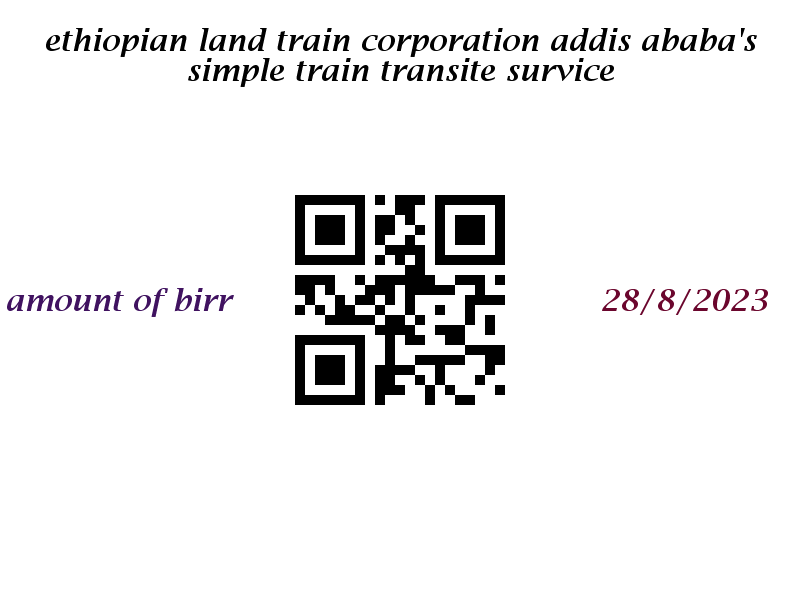 ethiopian land train corporation addis ababa's
simple train transite survice
amount of birr
28/8/2023